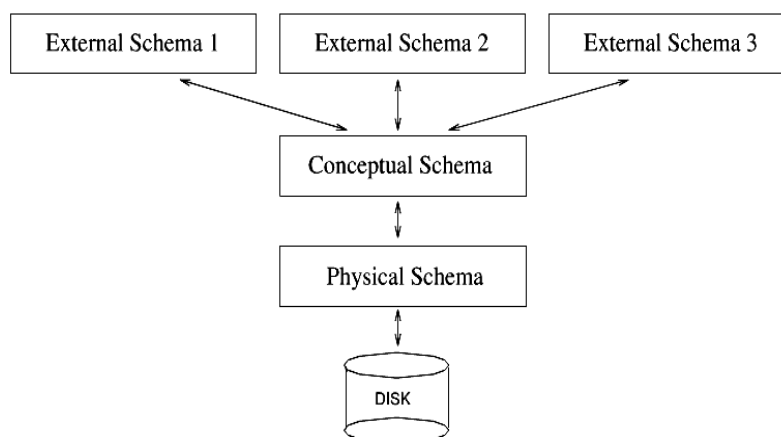 External Schema 1
External Schema 2
External Schema 3
Conceptual Schema
Physical Schema
DISK